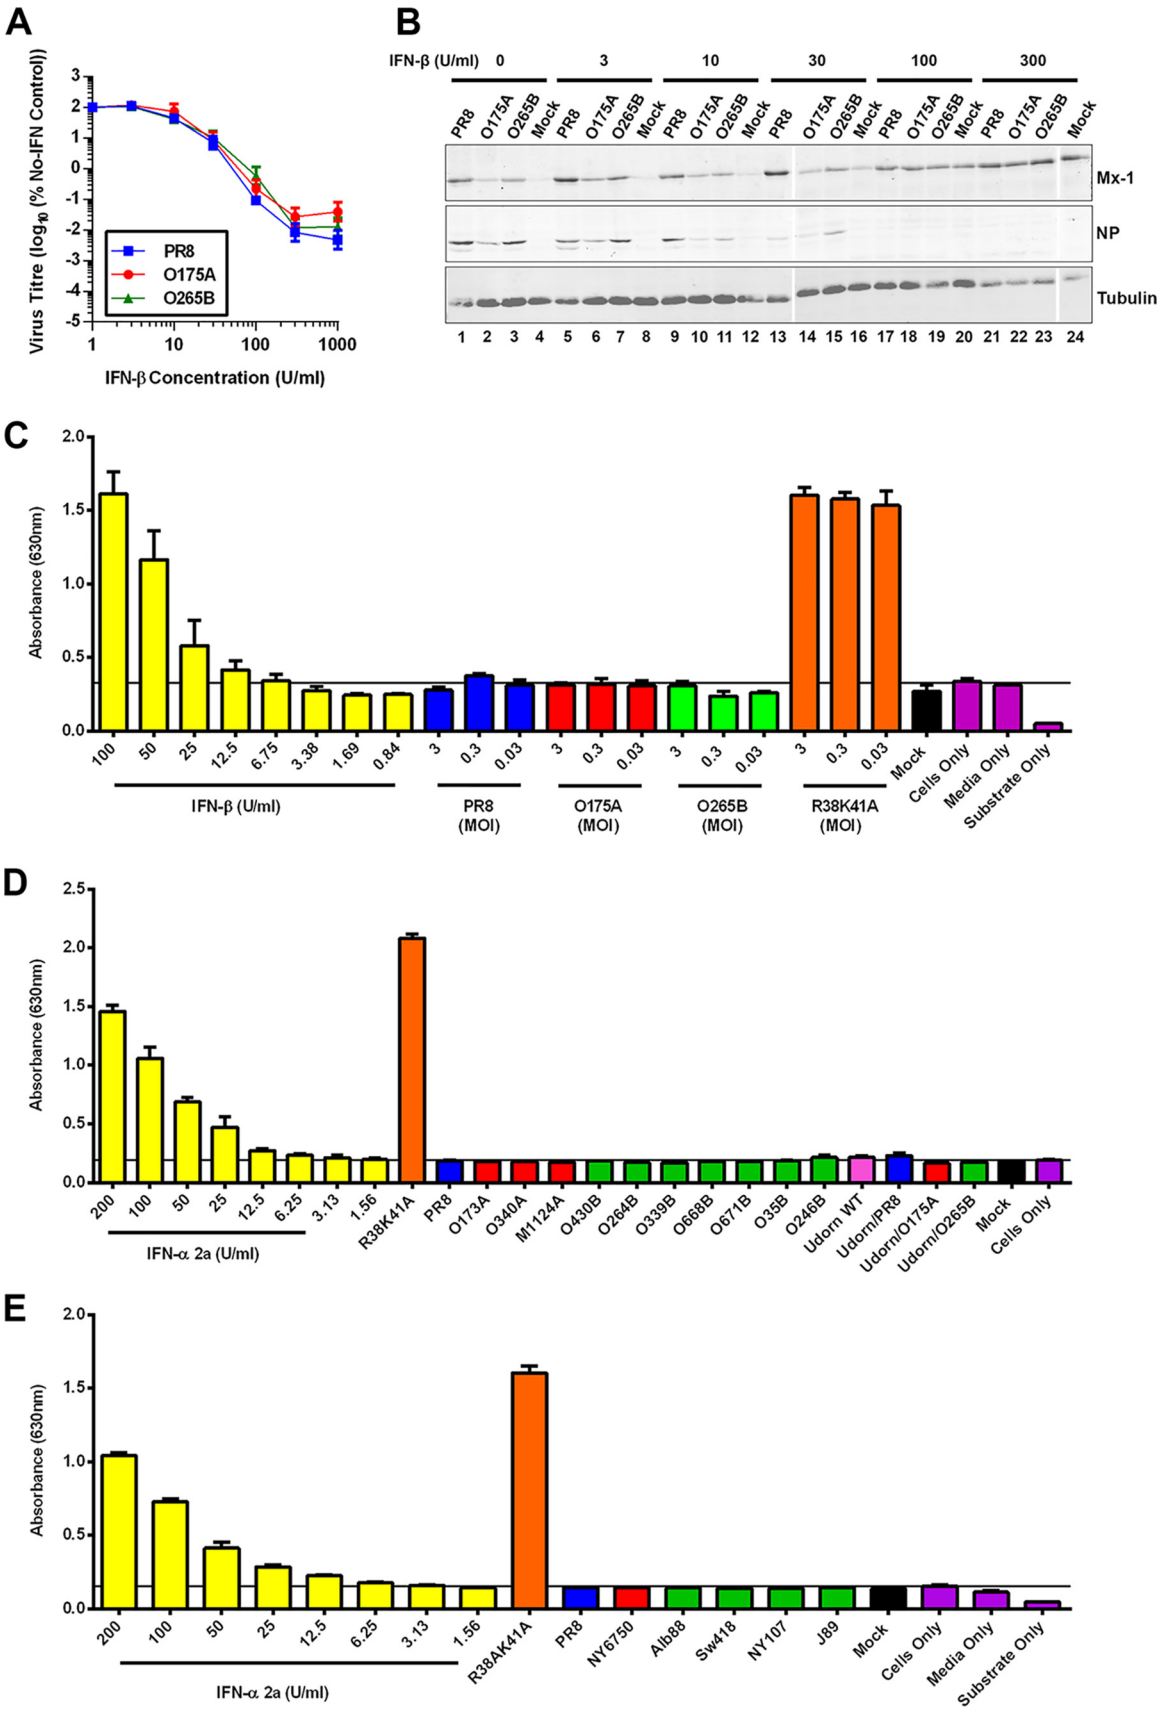 A
Virus Titre (log10 (% No-IFN Control))
3
2
1
0
-1
-2
-3
-4
-5
PR8
O175A
O265B
1 10 100 1000
IFN-β Concentration (U/ml)
B
IFN-β (U/ml) 0 3 10 30 100 300
PR8 O175A O265B Mock PR8 O175A O265B Mock PR8 O175A O265B Mock PR8 O175A O265B Mock PR8 O175A O265B Mock PR8 O175A O265B Mock
Mx-1
NP
Tubulin
1 2 3 4 5 6 7 8 9 10 11 12 13 14 15 16 17 18 19 20 21 22 23 24
C
Absorbance (630nm)
2.0
1.5
1.0
0.5
0.0
100 50 25 12.5 6.75 3.38 1.69 0.84 3 0.3 0.03 3 0.3 0.03 3 0.3 0.03 3 0.3 0.03 Mock Cells Only Media Only Substrate Only
IFN-β (U/ml) PR8 O175A O265B R38K41A
(MOI) (MOI) (MOI) (MOI)
D
Absorbance (630nm)
2.5
2.0
1.5
1.0
0.5
0.0
200 100 50 25 12.5 6.25 3.13 1.56 R38K41A PR8 O173A O340A M1124A O430B O264B O339B O668B O671B O35B O246B Udorn WT Udorn/PR8 Udorn/O175A Udorn/O265B Mock Cells Only
IFN-α 2a (U/ml)
E
Absorbance (630nm)
2.0
1.5
1.0
0.5
0.0
200 100 50 25 12.5 6.25 3.13 1.56 R38AK41A PR8 NY6750 Alb88 Sw418 NY107 J89 Mock Cells Only Media Only Substrate Only
IFN-α 2a (U/ml)